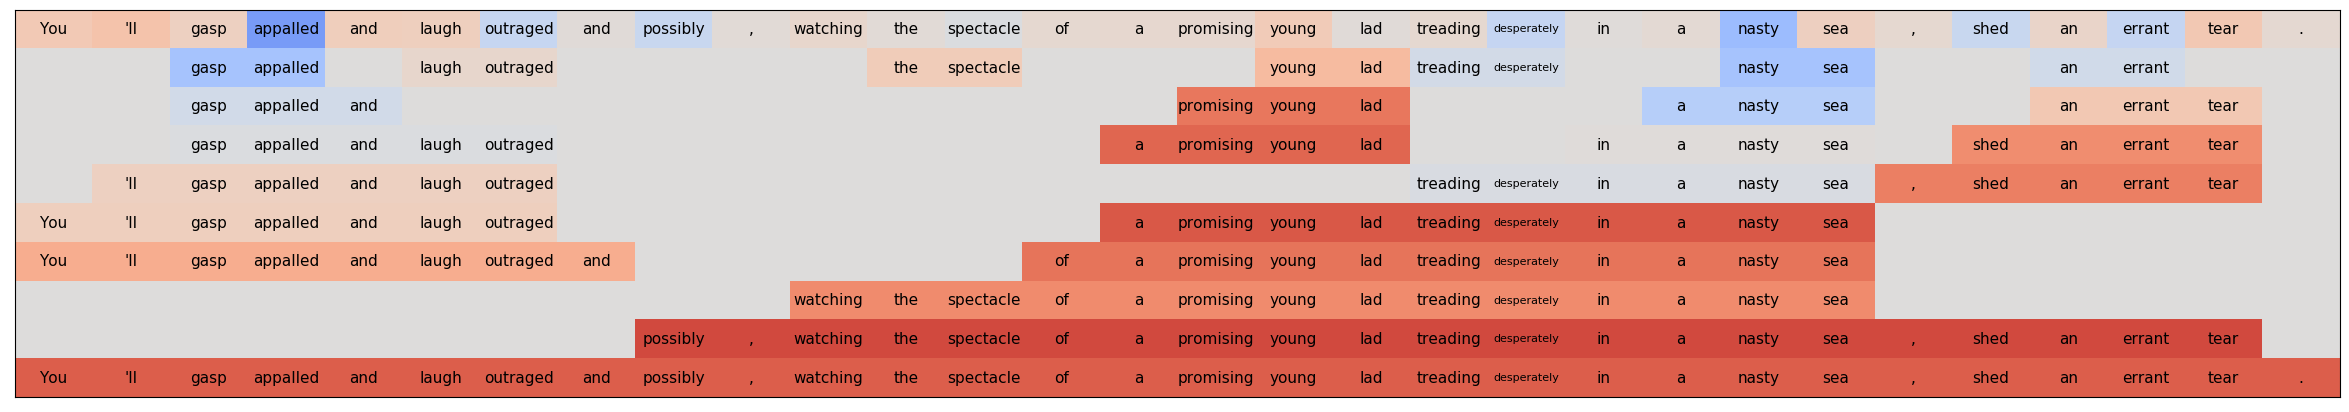 You 'll gasp appalled and laugh outraged and possibly , watching the spectacle of a promising young lad treading desperately in a nasty sea , shed an errant tear .
gasp appalled laugh outraged the spectacle young lad treading desperately nasty sea an errant
gasp appalled and promising young lad a nasty sea an errant tear
gasp appalled and laugh outraged a promising young lad in a nasty sea shed an errant tear
'll gasp appalled and laugh outraged treading desperately in a nasty sea , shed an errant tear
You 'll gasp appalled and laugh outraged a promising young lad treading desperately in a nasty sea
You 'll gasp appalled and laugh outraged and of a promising young lad treading desperately in a nasty sea
watching the spectacle of a promising young lad treading desperately in a nasty sea
possibly , watching the spectacle of a promising young lad treading desperately in a nasty sea , shed an errant tear
You 'll gasp appalled and laugh outraged and possibly , watching the spectacle of a promising young lad treading desperately in a nasty sea , shed an errant tear .